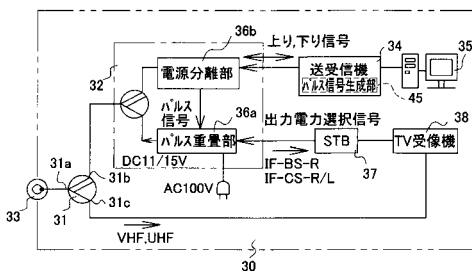 36b
上り,下り信号
34
35
32
電源分離部
送受信機
パルス信号生成部
45
パルス
信号
36a
出力電力選択信号
38
パルス重畳部
STB
TV受像機
DC11/15V
IF-BS-R
IF-CS-R/L
37
AC100V
31a
31b
33
31
31c
VHF,UHF
30